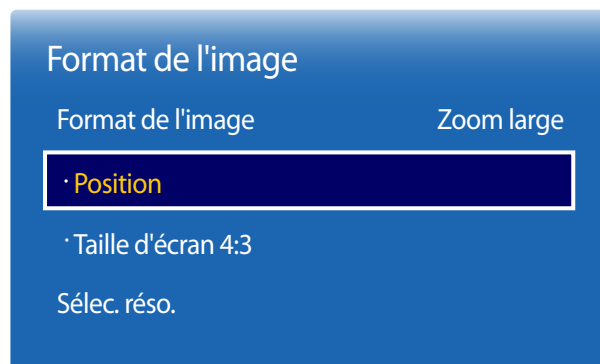 Format de l'image
Format de l'image Zoom large
· Position
· Taille d'écran 4:3
Sélec. réso.